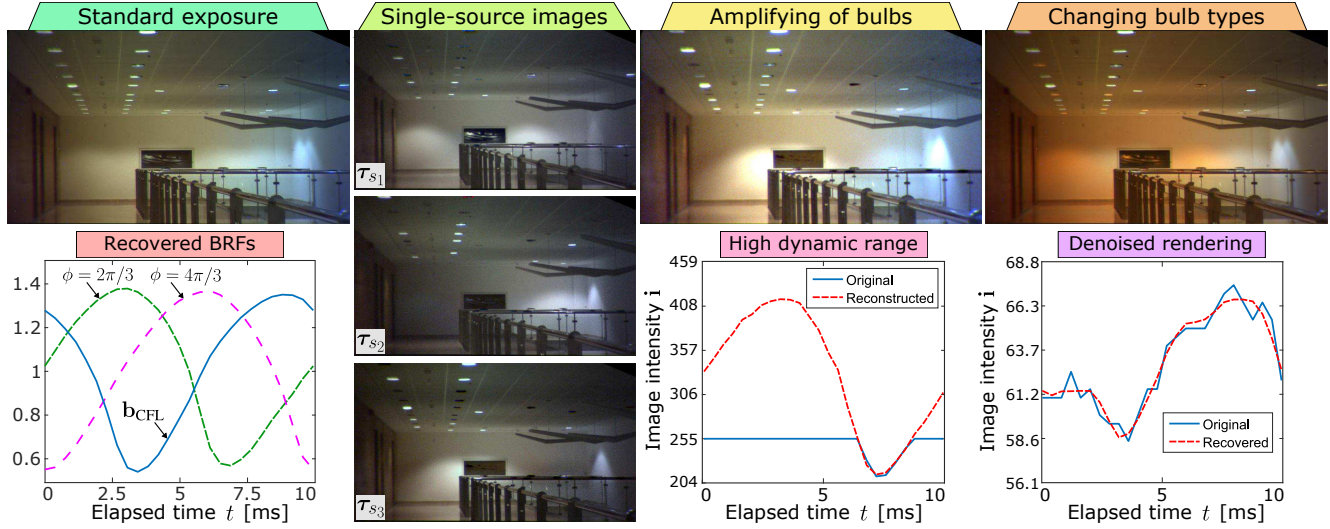 Standard exposure
Single-source images
Amplifying of bulbs
Changing bulb types
τs1
τs2
τs3
Recovered BRFs
ϕ = 2π/3
ϕ = 4π/3
bCFL
1.4
1.2
1
0.8
0.6
0
2.5
5
7.5
10
Elapsed time t [ms]
High dynamic range
Image intensity i
459
408
357
306
255
204
Original
Reconstructed
0
5
10
Elapsed time t [ms]
Denoised rendering
Image intensity i
68.8
66.3
63.7
61.2
58.6
56.1
Original
Recovered
0
5
10
Elapsed time t [ms]